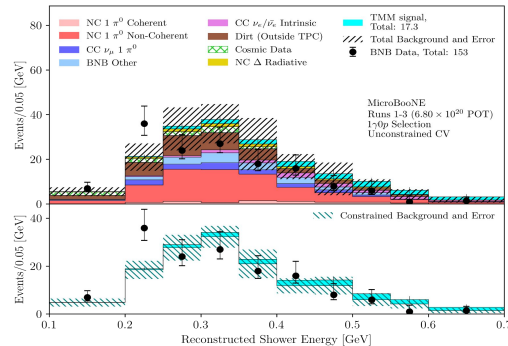 NC 1 π⁰ Coherent
NC 1 π⁰ Non-Coherent
CC νμ 1 π⁰
BNB Other
CC νe/ν̄e Intrinsic
Dirt (Outside TPC)
Cosmic Data
NC Δ Radiative
TMM signal,
Total: 17.3
Total Background and Error
BNB Data, Total: 153
Events/0.05 [GeV]
80
60
40
20
0
MicroBooNE
Runs 1-3 (6.80 × 10²⁰ POT)
1γ0p Selection
Unconstrained CV
Events/0.05 [GeV]
40
20
0
Constrained Background and Error
0.1 0.2 0.3 0.4 0.5 0.6 0.7
Reconstructed Shower Energy [GeV]